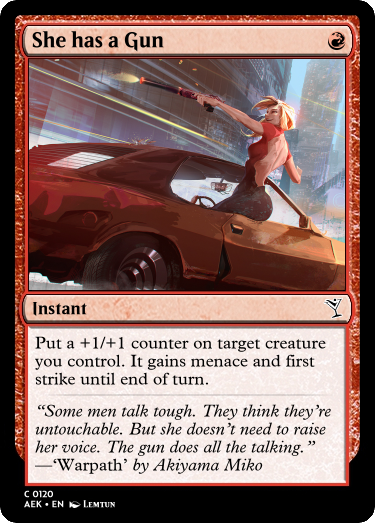 She has a Gun
Instant
Put a +1/+1 counter on target creature
you control. It gains menace and first
strike until end of turn.
“Some men talk tough. They think they’re
untouchable. But she doesn’t need to raise
her voice. The gun does all the talking.”
—‘Warpath’ by Akiyama Miko
C 0120
AEK • EN Lemtun